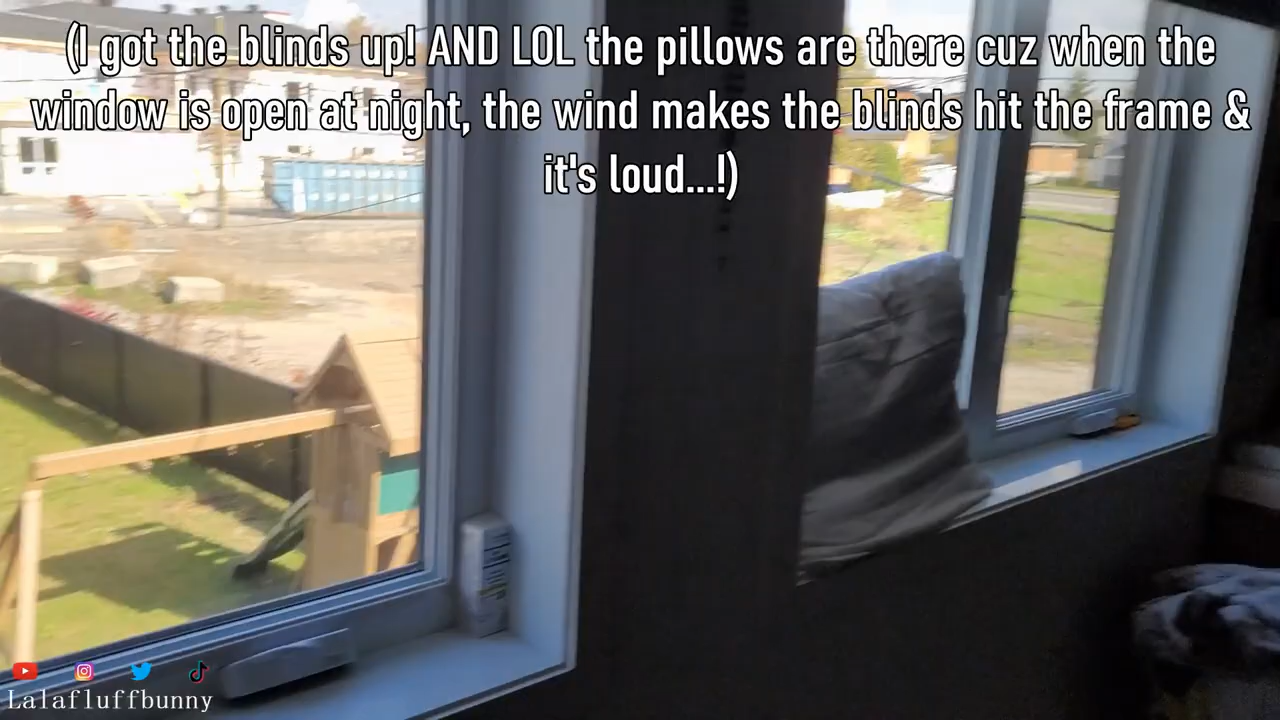 (I got the blinds up! AND LOL the pillows are there cuz when the
window is open at night, the wind makes the blinds hit the frame &
it's loud...!)
Lalafluffbunny